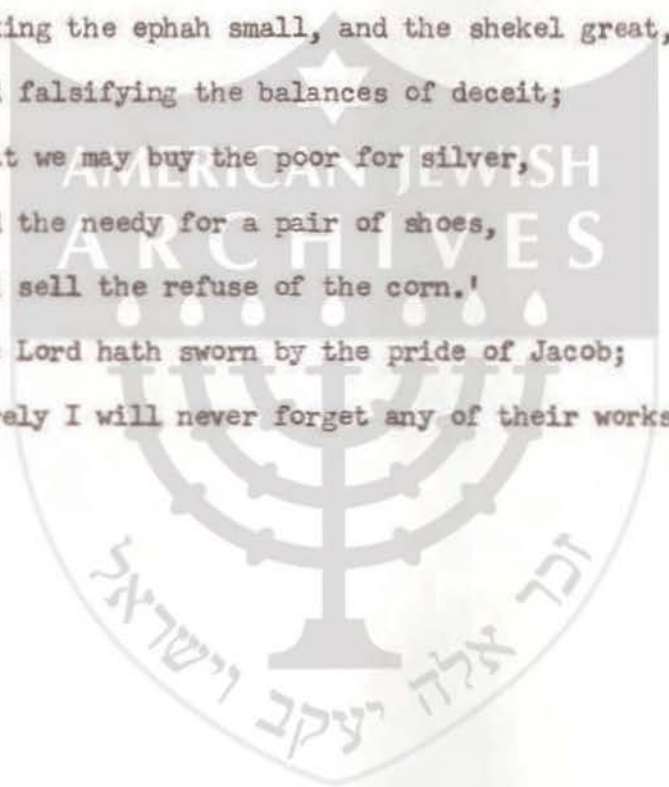 ing the ephah small, and the shekel great,
falsifying the balances of deceit;
t we may buy the poor for silver,
the needy for a pair of shoes,
sell the refuse of the corn.'
Lord hath sworn by the pride of Jacob;
ely I will never forget any of their works
AMERICAN JEWISH
ARCHIVES
זכר אלה יעקב וישראל